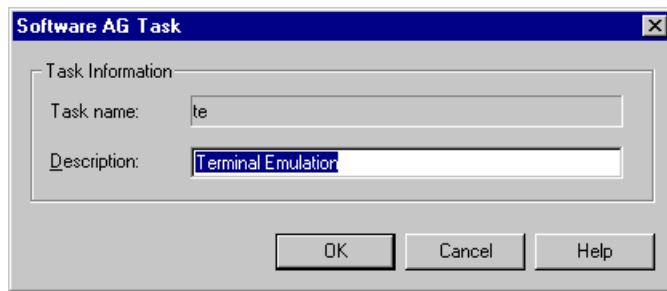 Software AG Task
Task Information
Task name: te
Description: Terminal Emulation
OK Cancel Help